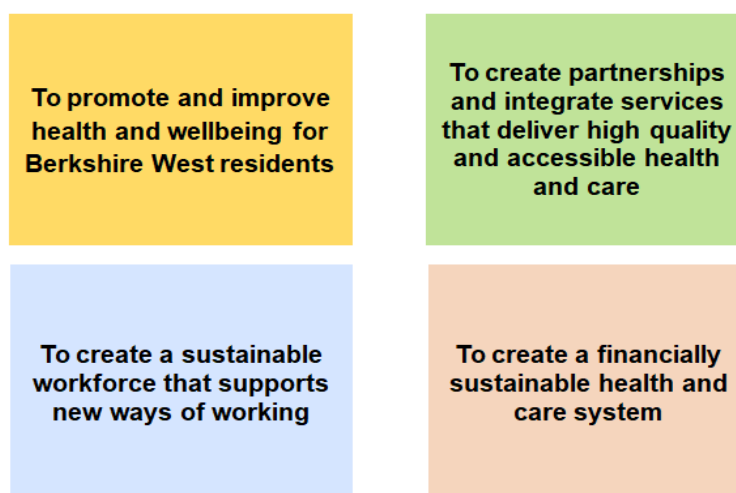 To promote and improve
health and wellbeing for
Berkshire West residents
To create partnerships
and integrate services
that deliver high quality
and accessible health
and care
To create a sustainable
workforce that supports
new ways of working
To create a financially
sustainable health and
care system